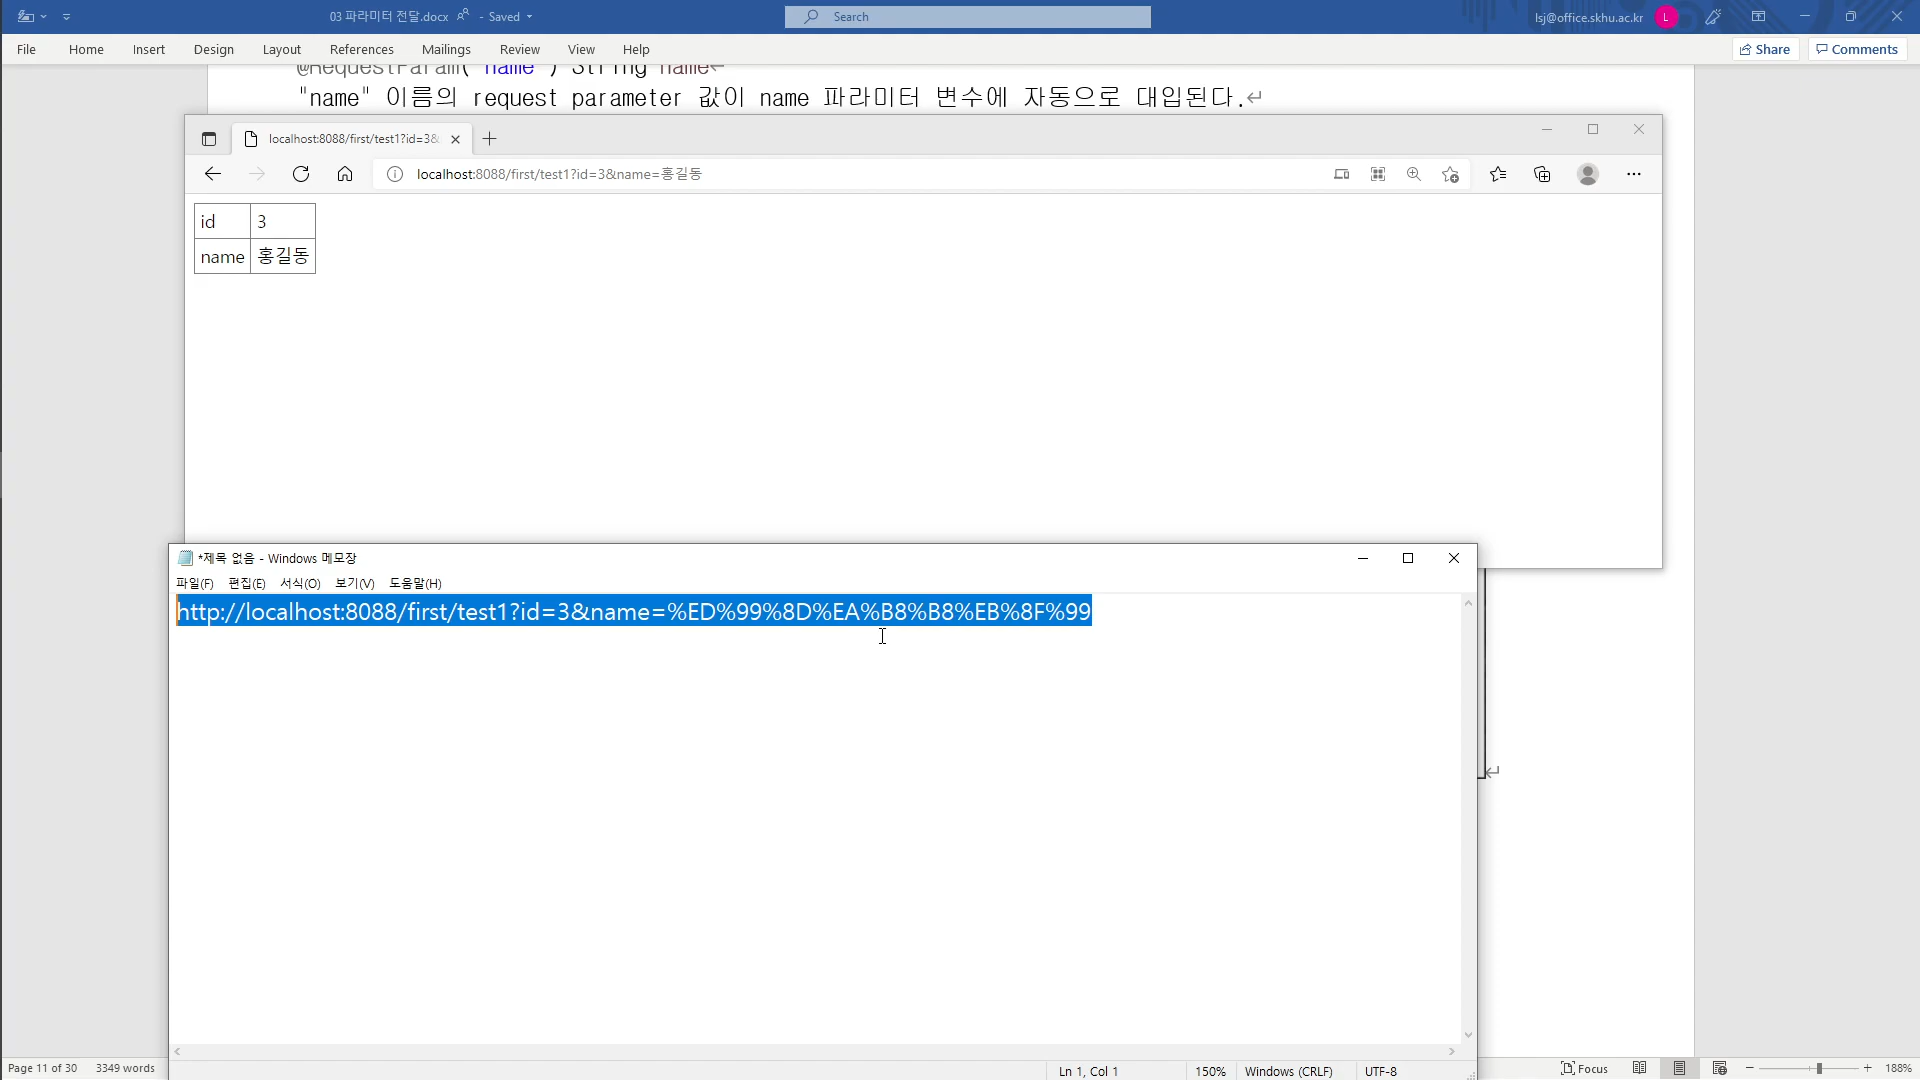 03 파라미터 전달.docx - Saved
Search
lsj@office.skhu.ac.kr L
File Home Insert Design Layout References Mailings Review View Help
Share Comments
@RequestParam("name") String name
"name" 이름의 request parameter 값이 name 파라미터 변수에 자동으로 대입된다.
localhost:8088/first/test1?id=3&
localhost:8088/first/test1?id=3&name=홍길동
id 3
name 홍길동
*제목 없음 - Windows 메모장
파일(F) 편집(E) 서식(O) 보기(V) 도움말(H)
http://localhost:8088/first/test1?id=3&name=%ED%99%8D%EA%B8%B8%EB%8F%99
Ln 1, Col 1 150% Windows (CRLF) UTF-8
Page 11 of 30 3349 words
Focus
188%